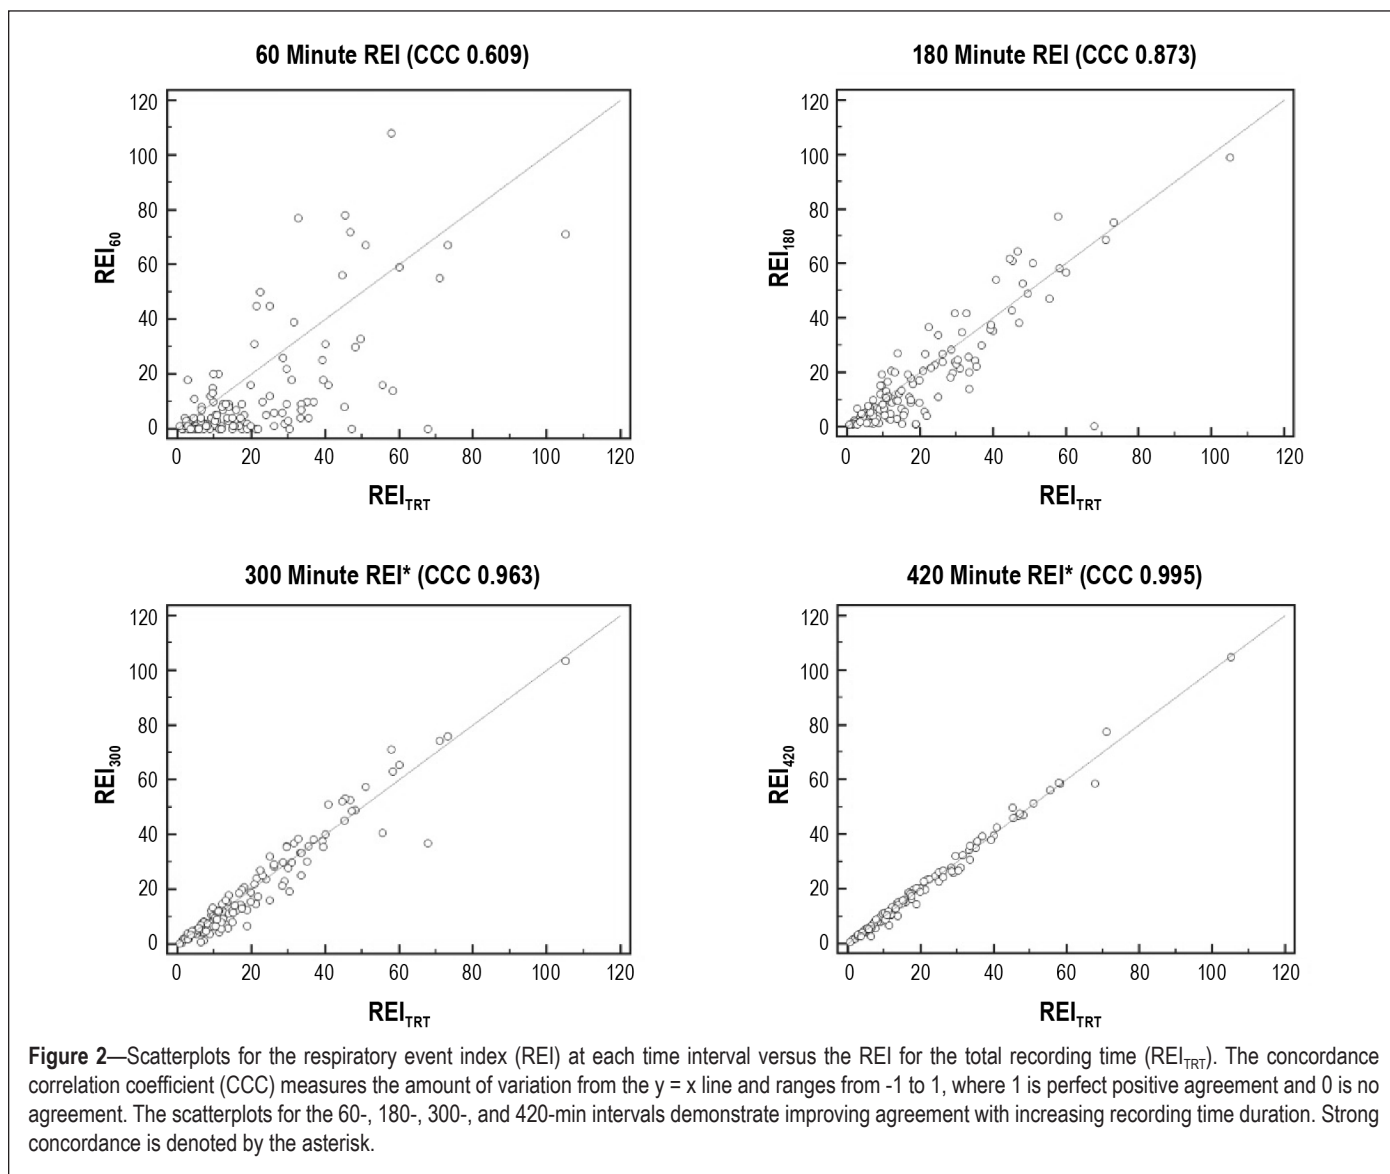 60 Minute REI (CCC 0.609)
120
100
80
60
40
20
0
REI60
0 20 40 60 80 100 120
REITRT
180 Minute REI (CCC 0.873)
120
100
80
60
40
20
0
REI180
0 20 40 60 80 100 120
REITRT
300 Minute REI* (CCC 0.963)
120
100
80
60
40
20
0
REI300
0 20 40 60 80 100 120
REITRT
420 Minute REI* (CCC 0.995)
120
100
80
60
40
20
0
REI420
0 20 40 60 80 100 120
REITRT
Figure 2—Scatterplots for the respiratory event index (REI) at each time interval versus the REI for the total recording time (REITRT). The concordance
correlation coefficient (CCC) measures the amount of variation from the y = x line and ranges from -1 to 1, where 1 is perfect positive agreement and 0 is no
agreement. The scatterplots for the 60-, 180-, 300-, and 420-min intervals demonstrate improving agreement with increasing recording time duration. Strong
concordance is denoted by the asterisk.